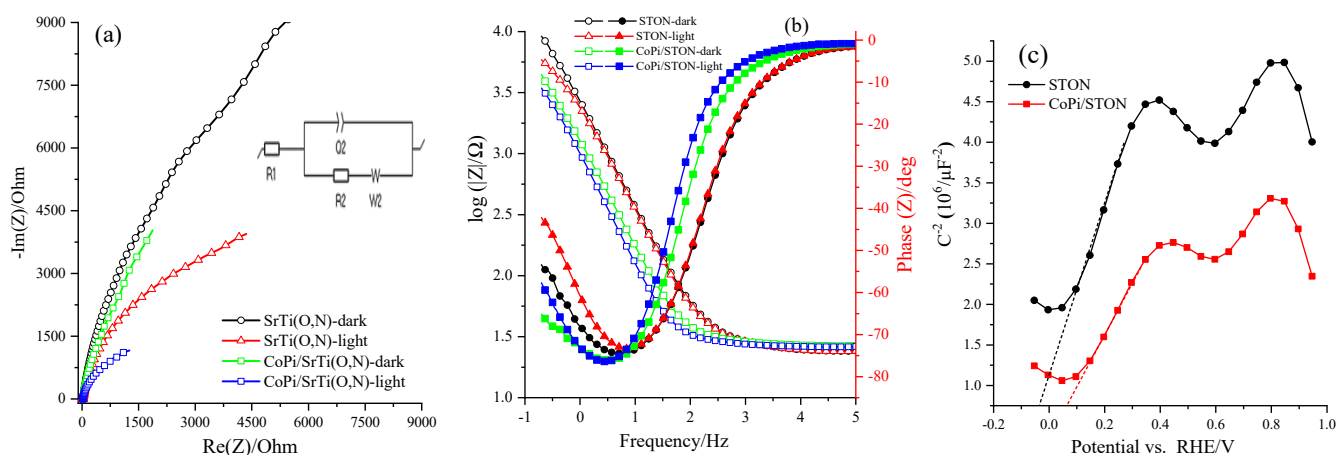 (a)
9000
7500
6000
4500
3000
1500
0
-Im(Z)/Ohm
R1
Q2
R2
W2
SrTi(O,N)-dark
SrTi(O,N)-light
CoPi/SrTi(O,N)-dark
CoPi/SrTi(O,N)-light
0 1500 3000 4500 6000 7500 9000
Re(Z)/Ohm
STON-dark
STON-light
CoPi/STON-dark
CoPi/STON-light
(b)
4.0
3.5
3.0
2.5
2.0
1.5
1.0
log (|Z|/Ω)
0
-10
-20
-30
-40
-50
-60
-70
-80
Phase (Z)/deg
-1 0 1 2 3 4 5
Frequency/Hz
(c)
STON
CoPi/STON
5.0
4.5
4.0
3.5
3.0
2.5
2.0
1.5
1.0
C⁻² (10⁶/μF⁻²)
-0.2 0.0 0.2 0.4 0.6 0.8 1.0
Potential vs. RHE/V